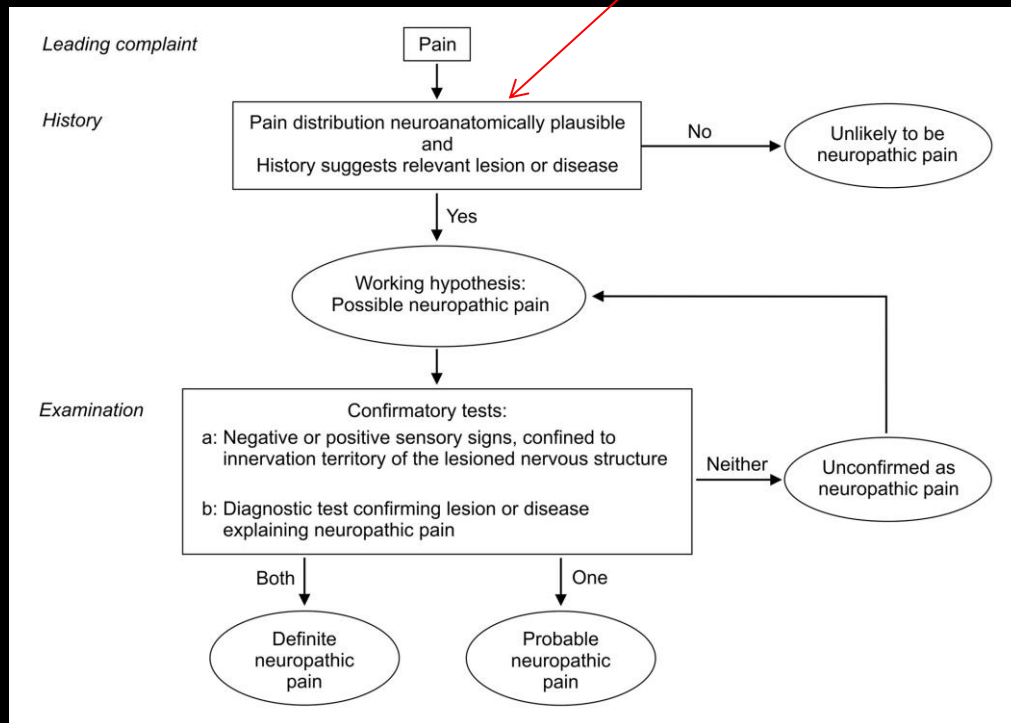 Leading complaint
Pain
History
Pain distribution neuroanatomically plausible
and
History suggests relevant lesion or disease
No
Unlikely to be
neuropathic pain
Yes
Working hypothesis:
Possible neuropathic pain
Examination
Confirmatory tests:
a: Negative or positive sensory signs, confined to
innervation territory of the lesioned nervous structure
b: Diagnostic test confirming lesion or disease
explaining neuropathic pain
Neither
Unconfirmed as
neuropathic pain
Both
One
Definite
neuropathic
pain
Probable
neuropathic
pain